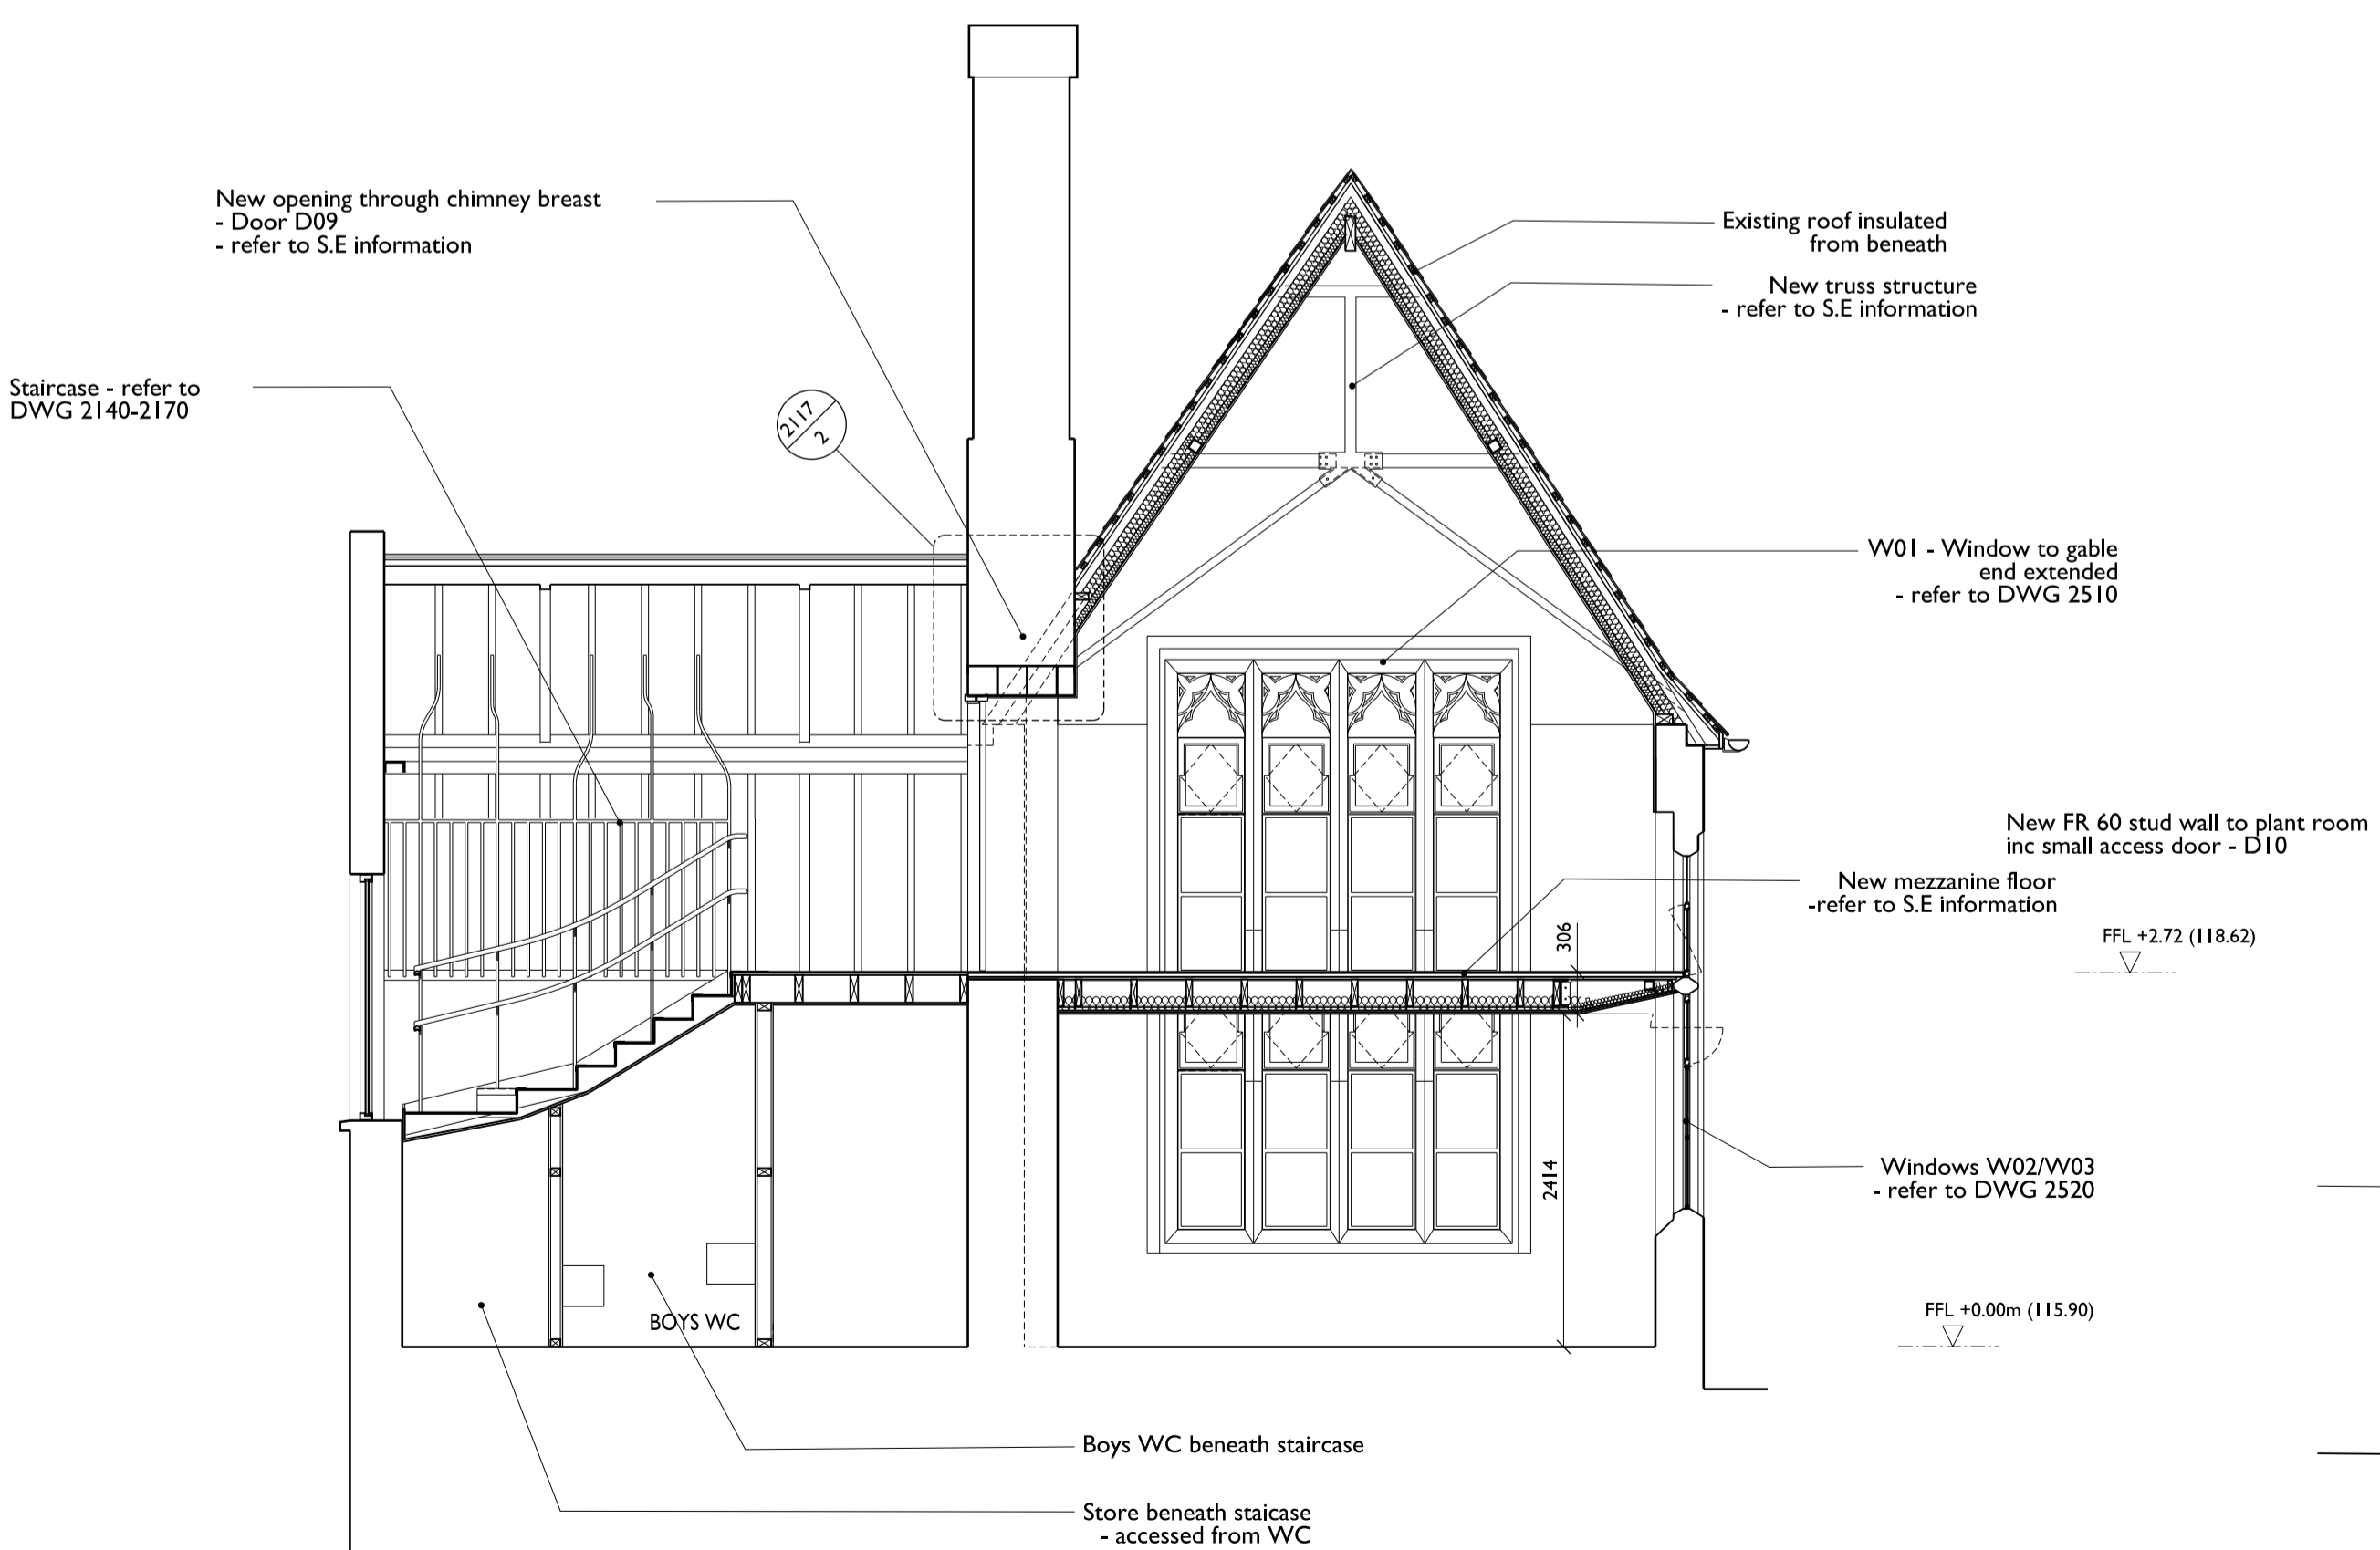 New opening through chimney breast
- Door D09
- refer to S.E information
Existing roof insulated
from beneath
New truss structure
- refer to S.E information
Staircase - refer to
DWG 2140-2170
2117
2
W01 - Window to gable
end extended
- refer to DWG 2510
New FR 60 stud wall to plant room
inc small access door - D10
New mezzanine floor
-refer to S.E information
306
FFL +2.72 (118.62)
2414
Windows W02/W03
- refer to DWG 2520
FFL +0.00m (115.90)
BOYS WC
Boys WC beneath staircase
Store beneath staicase
- accessed from WC